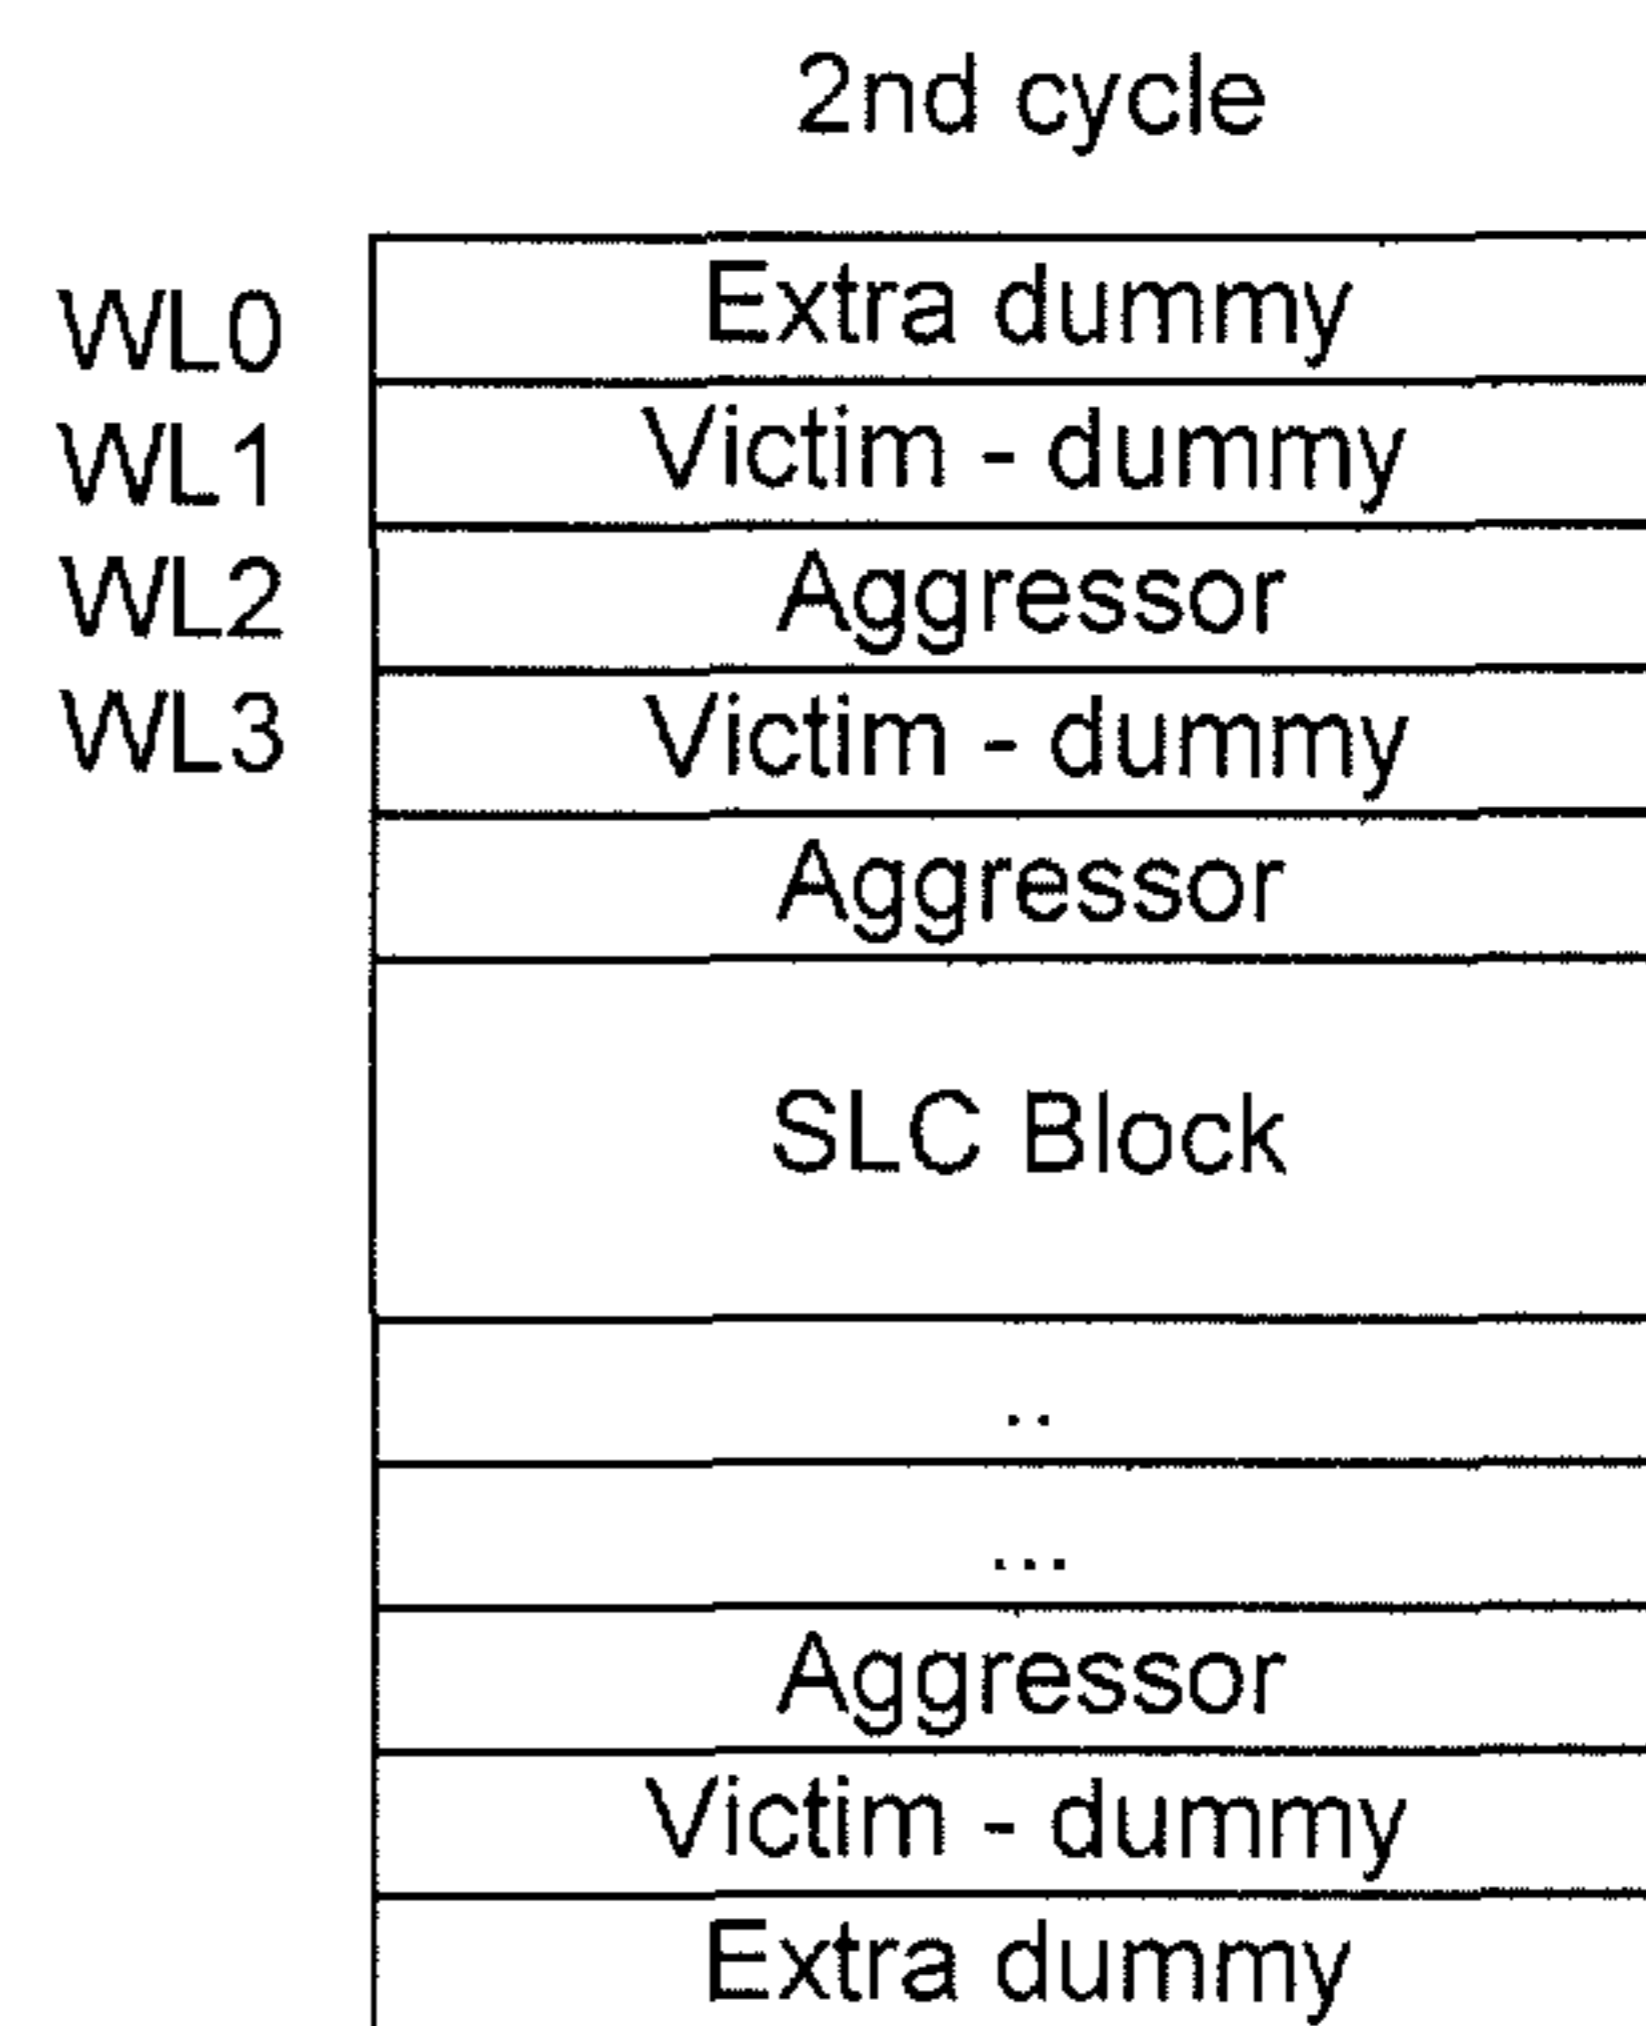 2nd cycle
WL0 Extra dummy
WL1 Victim - dummy
WL2 Aggressor
WL3 Victim - dummy
Aggressor
SLC Block
..
...
Aggressor
Victim - dummy
Extra dummy